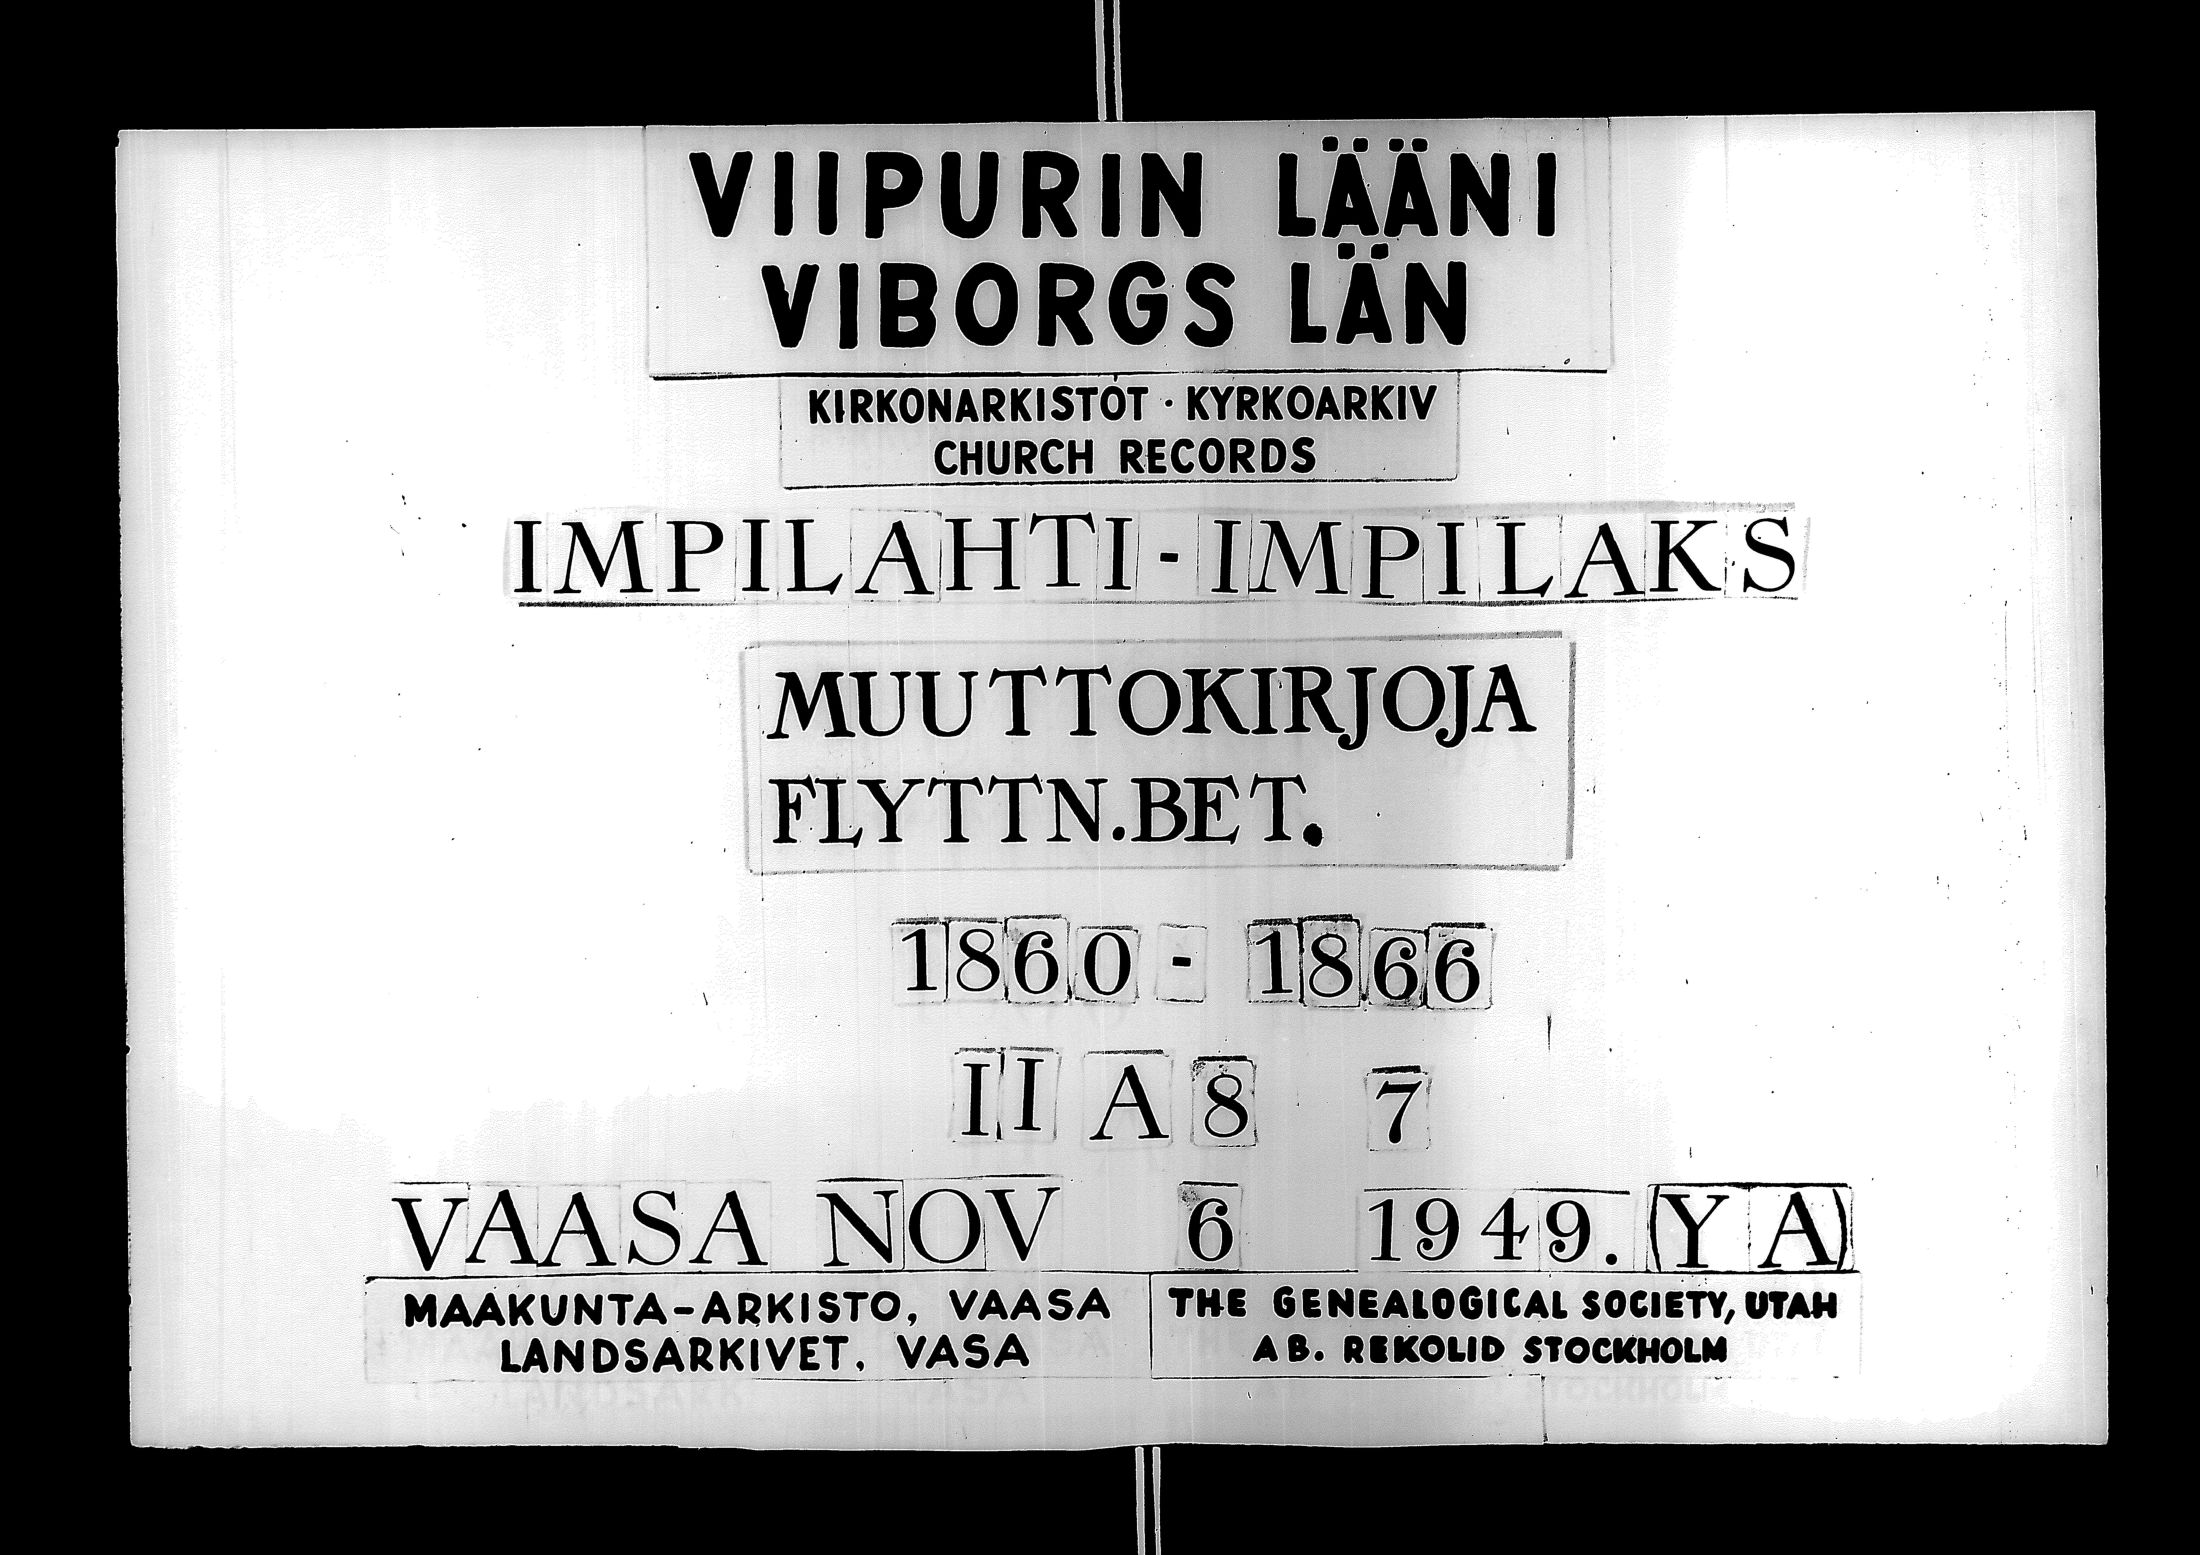 VIIPURIN LÄÄNI
VIBORGS LÄN
KIRKONARKISTOT · KYRKOARKIV
CHURCH RECORDS
IMPILAHTI - IMPILAKS
MUUTTOKIRJOJA
FLYTTN.BET.
1860 - 1866
II A 8 7
VAASA NOV 6 1949. (Y A)
MAAKUNTA-ARKISTO, VAASA
LANDSARKIVET, VASA
THE GENEALOGICAL SOCIETY, UTAH
AB. REKOLID STOCKHOLM